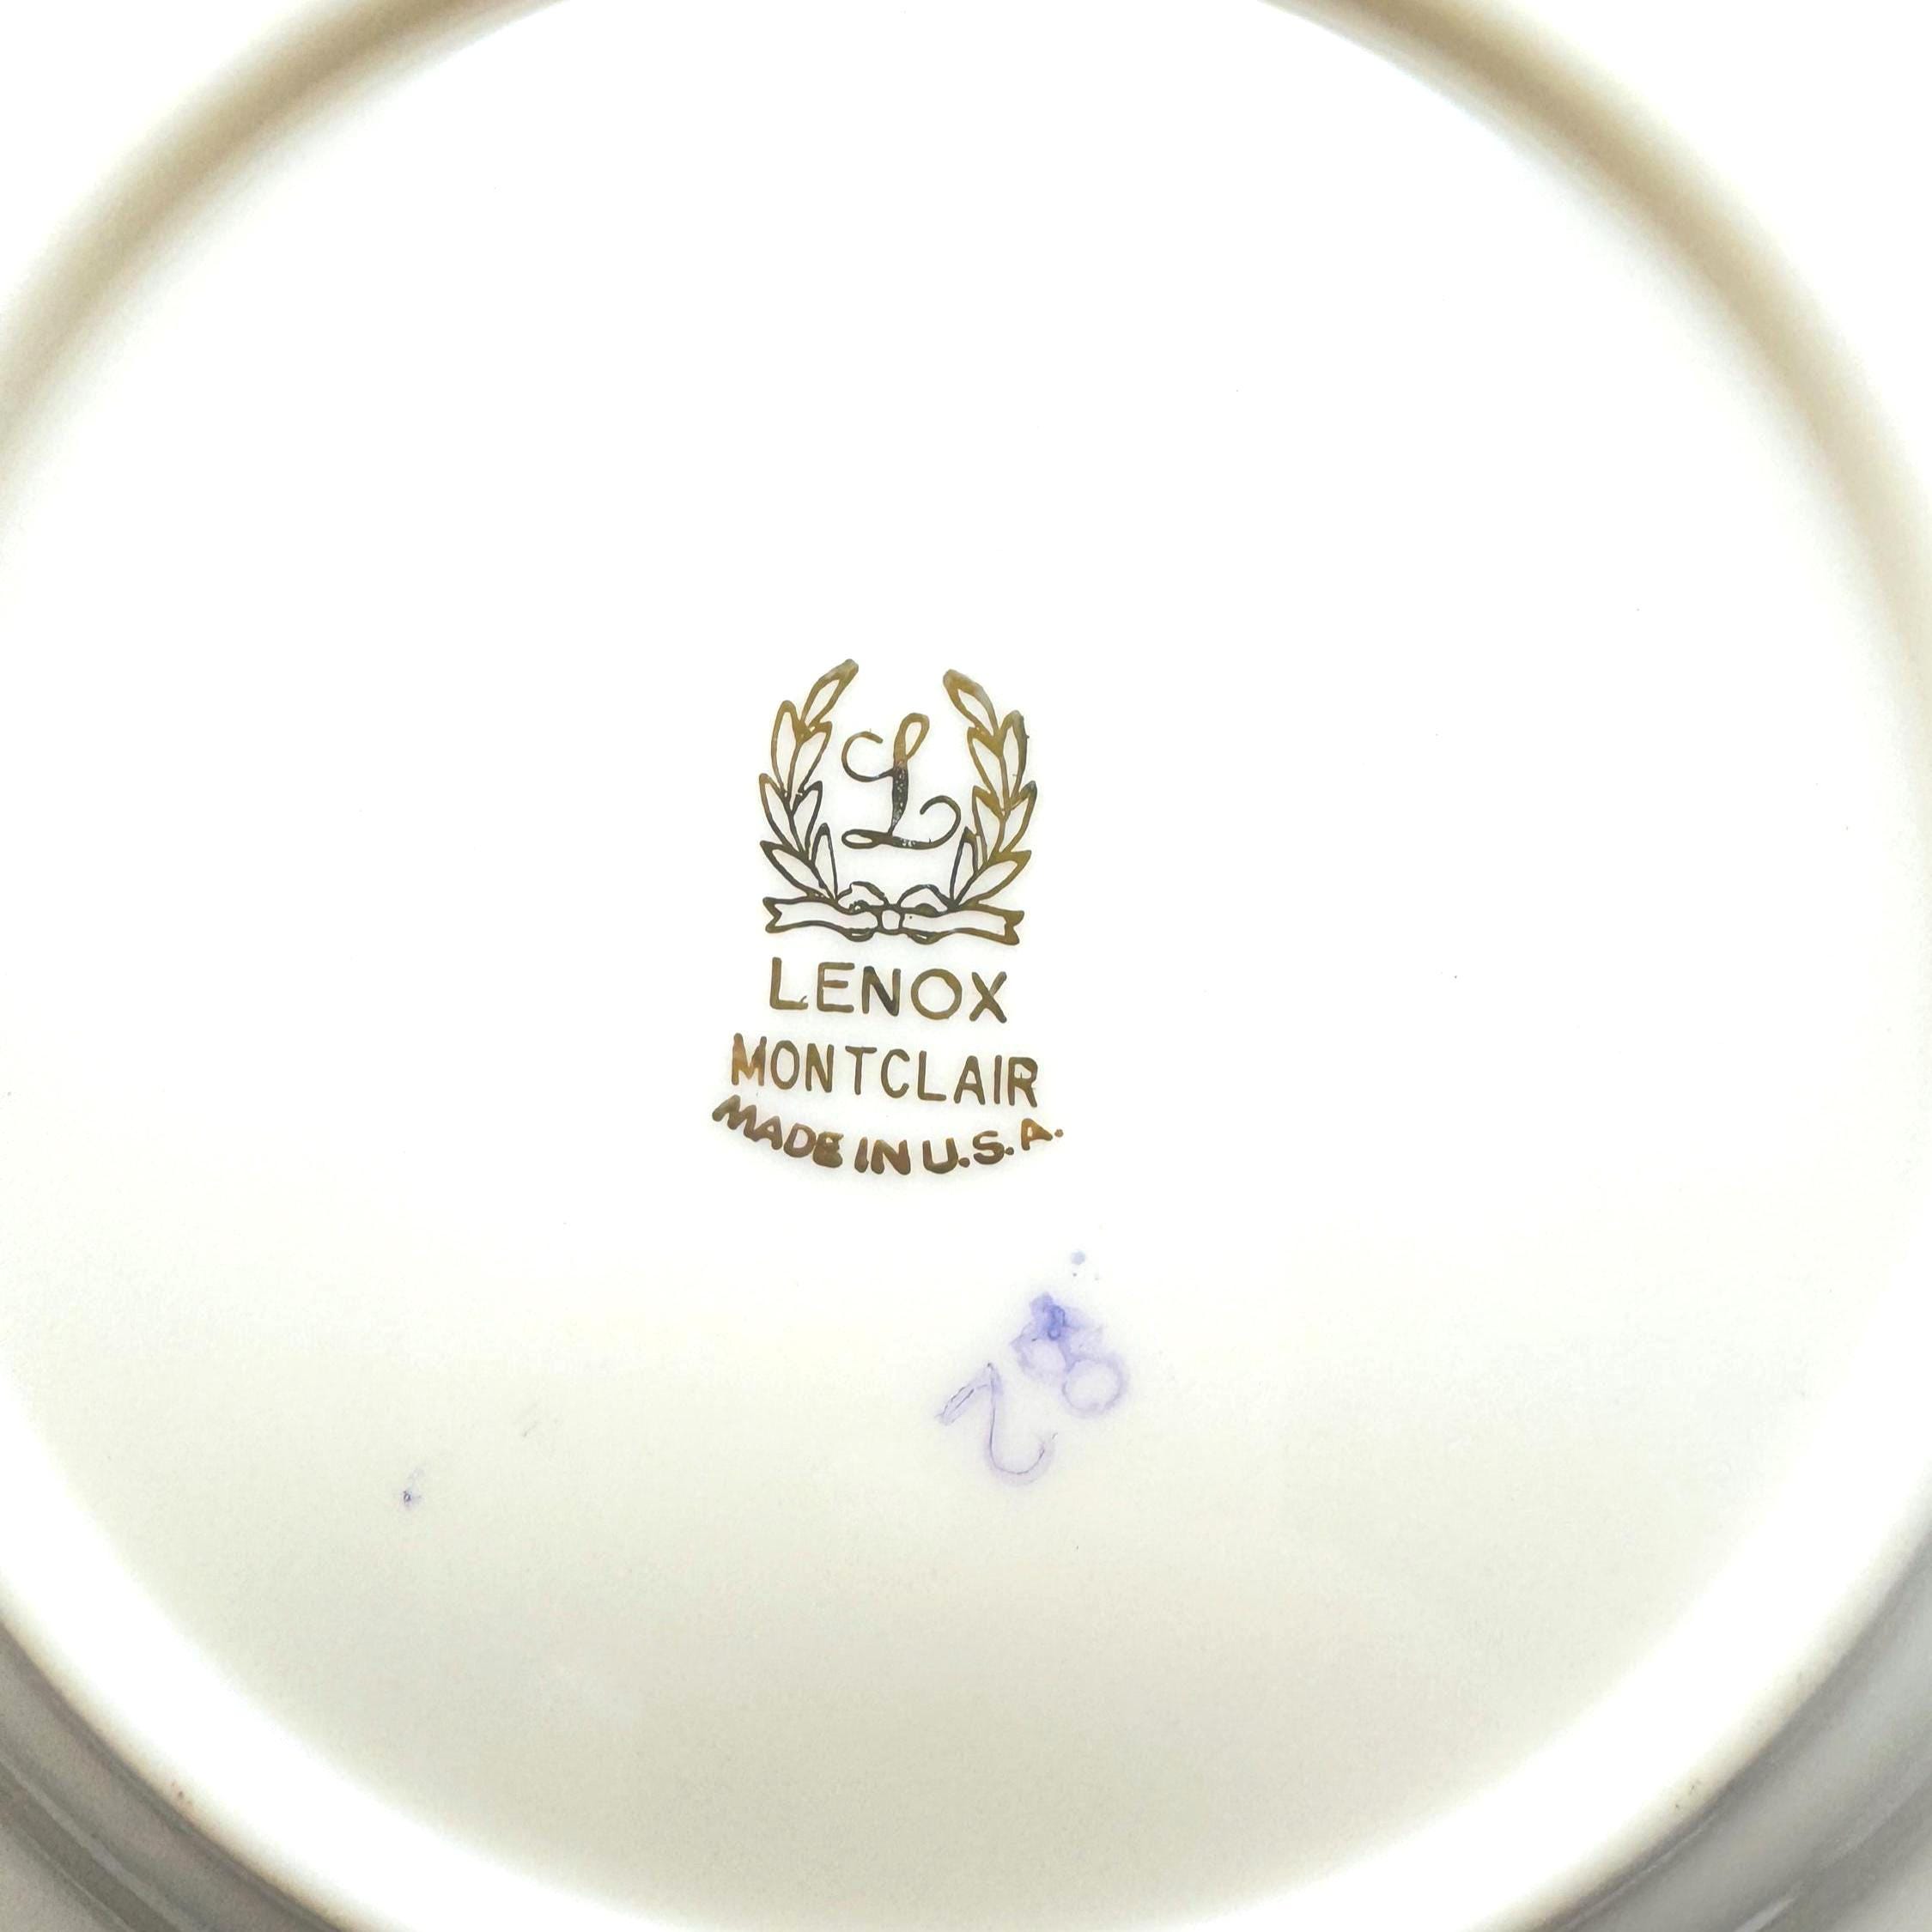 L
LENOX
MONTCLAIR
MADE IN U.S.A.